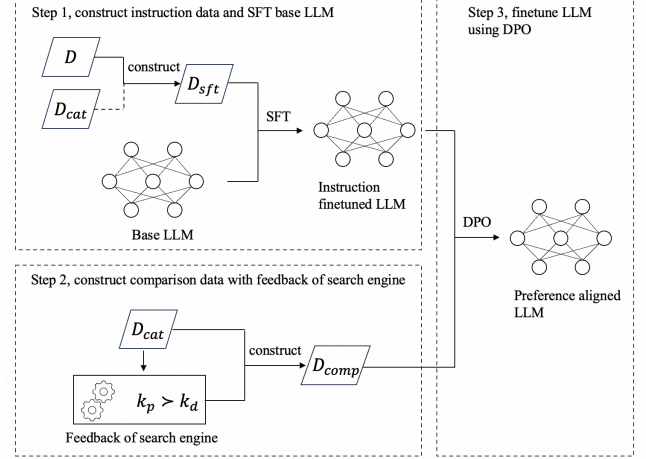 Step 1, construct instruction data and SFT base LLM
D
construct
D_sft
D_cat
SFT
Instruction
finetuned LLM
Base LLM
Step 2, construct comparison data with feedback of search engine
D_cat
construct
D_comp
k_p > k_d
Feedback of search engine
Step 3, finetune LLM
using DPO
DPO
Preference aligned
LLM